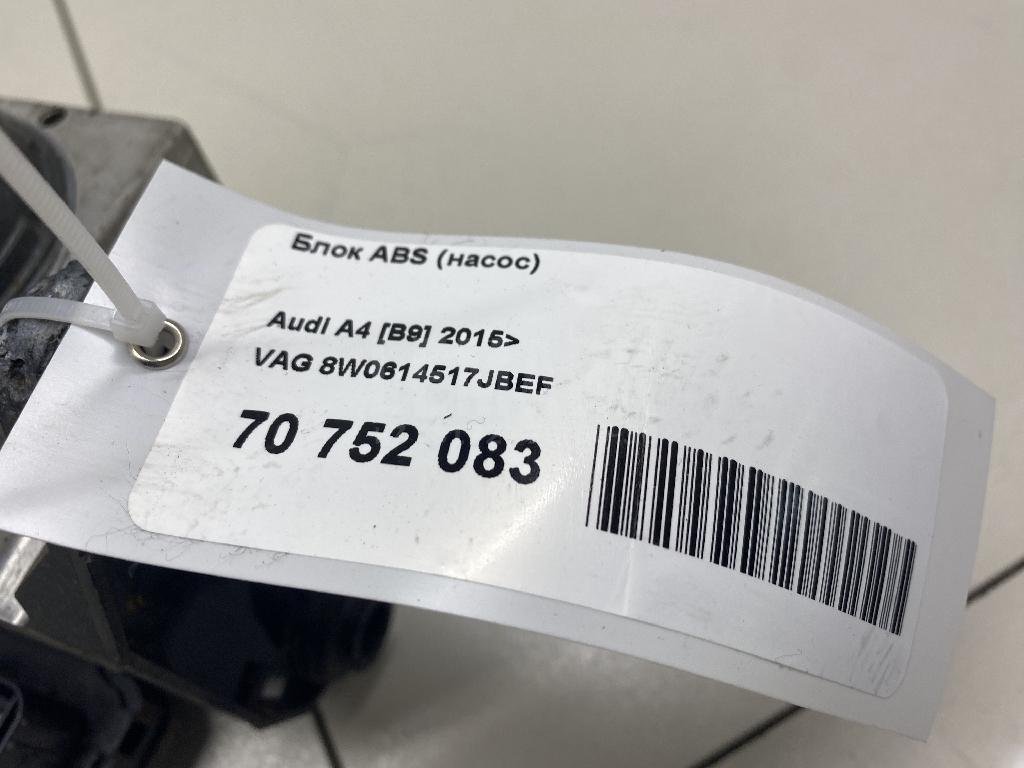 Блок ABS (насос)
Audi A4 [B9] 2015>
VAG 8W0614517JBEF
70 752 083